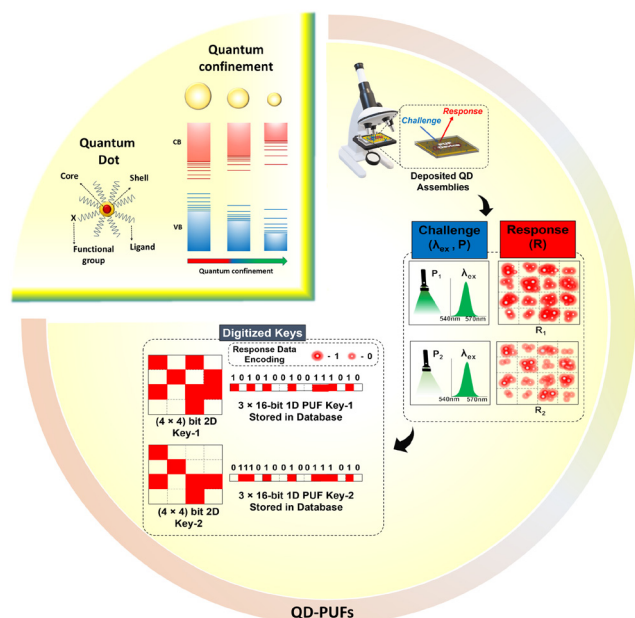 Quantum
confinement
Quantum
Dot
Core
Shell
X
Functional
group
Ligand
CB
VB
Quantum confinement
Challenge
Response
PUF
Deposited QD
Assemblies
Challenge
(λex , P)
Response
(R)
P1
λex
540nm 570nm
R1
P2
λex
540nm 570nm
R2
Digitized Keys
Response Data
Encoding
- 1
- 0
1 0 1 0 1 0 1 0 0 1 1 1 0 1 0
(4 × 4) bit 2D
Key-1
3 × 16-bit 1D PUF Key-1
Stored in Database
0 111 0 1 0 0 1 0 0 1 1 1 0 1 0
(4 × 4) bit 2D
Key-2
3 × 16-bit 1D PUF Key-2
Stored in Database
QD-PUFs